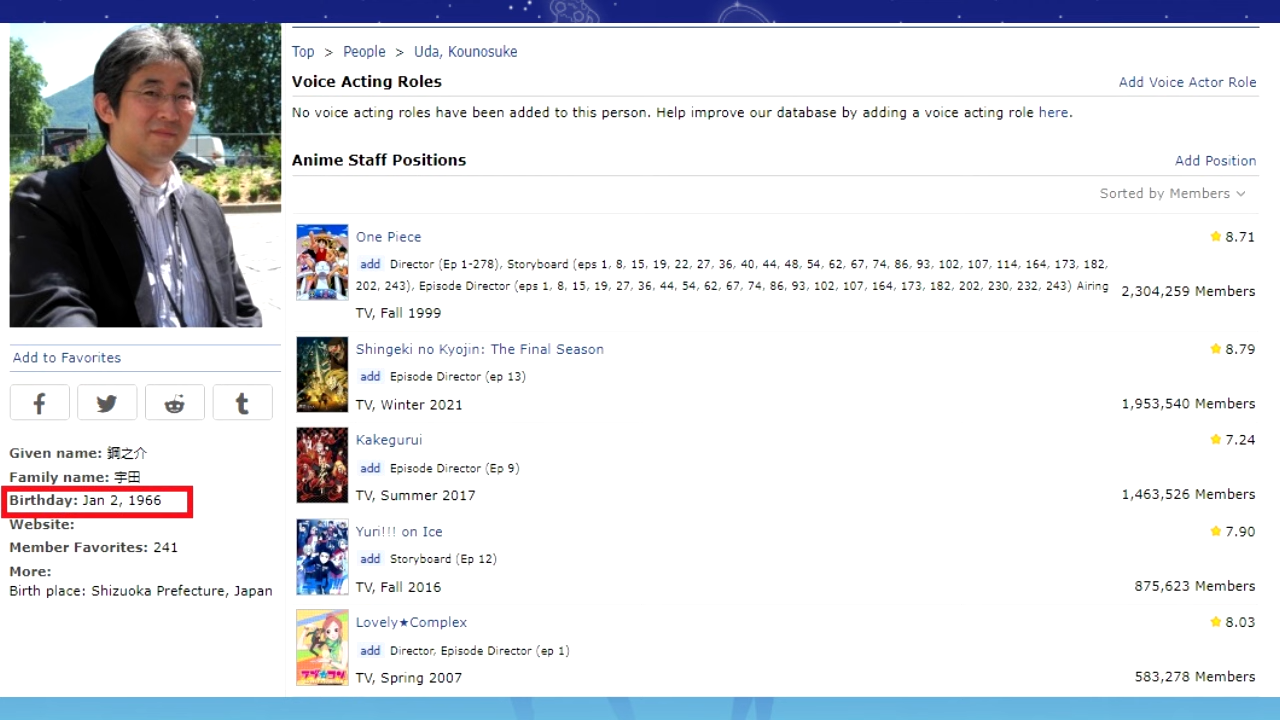 Top > People > Uda, Kounosuke
Voice Acting Roles
Add Voice Actor Role
No voice acting roles have been added to this person. Help improve our database by adding a voice acting role here.
Anime Staff Positions
Add Position
Sorted by Members
One Piece
8.71
add Director (Ep 1-278), Storyboard (eps 1, 8, 15, 19, 22, 27, 36, 40, 44, 48, 54, 62, 67, 74, 86, 93, 102, 107, 114, 164, 173, 182,
202, 243), Episode Director (eps 1, 8, 15, 19, 27, 36, 44, 54, 62, 67, 74, 86, 93, 102, 107, 164, 173, 182, 202, 230, 232, 243) Airing
2,304,259 Members
TV, Fall 1999
Shingeki no Kyojin: The Final Season
8.79
add Episode Director (ep 13)
TV, Winter 2021
1,953,540 Members
Kakegurui
7.24
add Episode Director (Ep 9)
TV, Summer 2017
1,463,526 Members
Yuri!!! on Ice
7.90
add Storyboard (Ep 12)
TV, Fall 2016
875,623 Members
Lovely★Complex
8.03
add Director, Episode Director (ep 1)
TV, Spring 2007
583,278 Members
Add to Favorites
Given name: 鋼之介
Family name: 宇田
Birthday: Jan 2, 1966
Website:
Member Favorites: 241
More:
Birth place: Shizuoka Prefecture, Japan